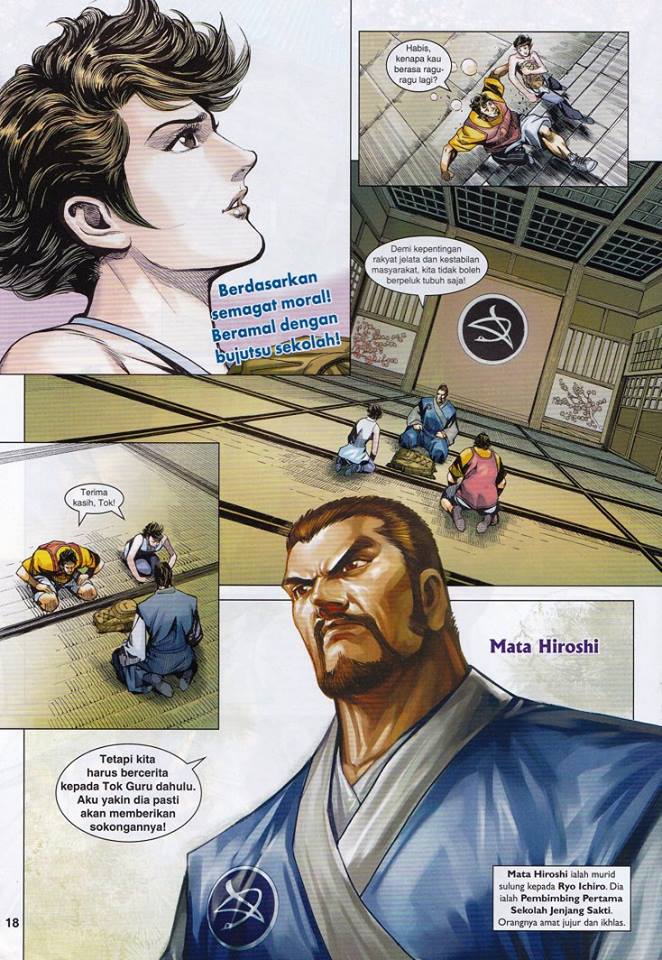 Habis,
kenapa kau
berasa ragu-
ragu lagi?
Berdasarkan
semagat moral!
Beramal dengan
bujutsu sekolah!
Demi kepentingan
rakyat jelata dan kestabilan
masyarakat, kita tidak boleh
berpeluk tubuh saja!
Terima
kasih, Tok!
Mata Hiroshi
Tetapi kita
harus bercerita
kepada Tok Guru dahulu.
Aku yakin dia pasti
akan memberikan
sokongannya!
Mata Hiroshi ialah murid
sulung kepada Ryo Ichiro. Dia
ialah Pembimbing Pertama
Sekolah Jenjang Sakti.
Orangnya amat jujur dan ikhlas.
18